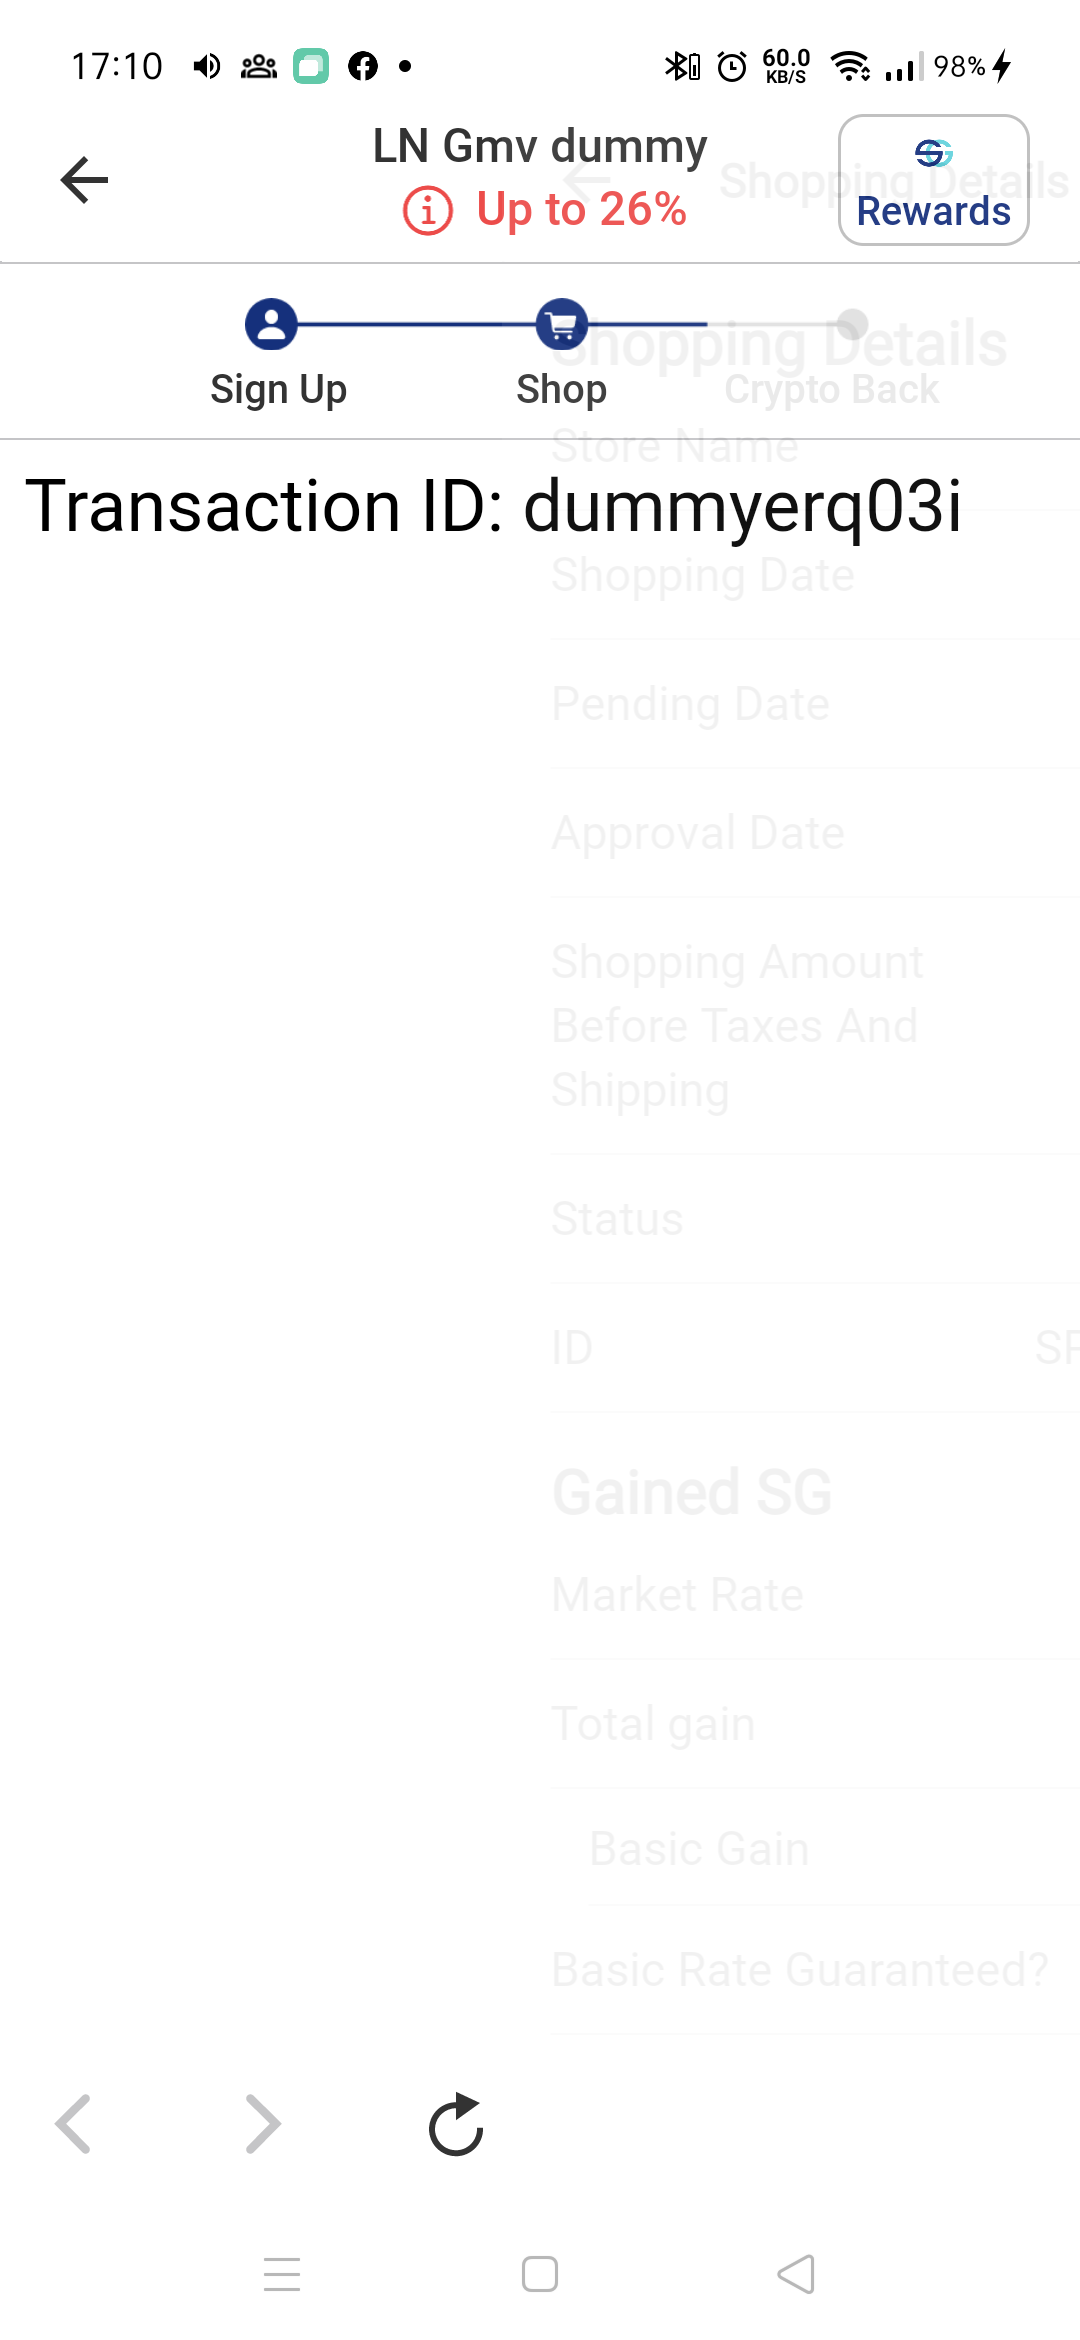 17:10 60.0 KB/S 98%
LN Gmv dummy
Up to 26%
Shopping Details
Rewards
Shopping Details
Sign Up Shop Crypto Back
Store Name
Transaction ID: dummyerq03i
Shopping Date
Pending Date
Approval Date
Shopping Amount
Before Taxes And
Shipping
Status
ID
Gained SG
Market Rate
Total gain
Basic Gain
Basic Rate Guaranteed?